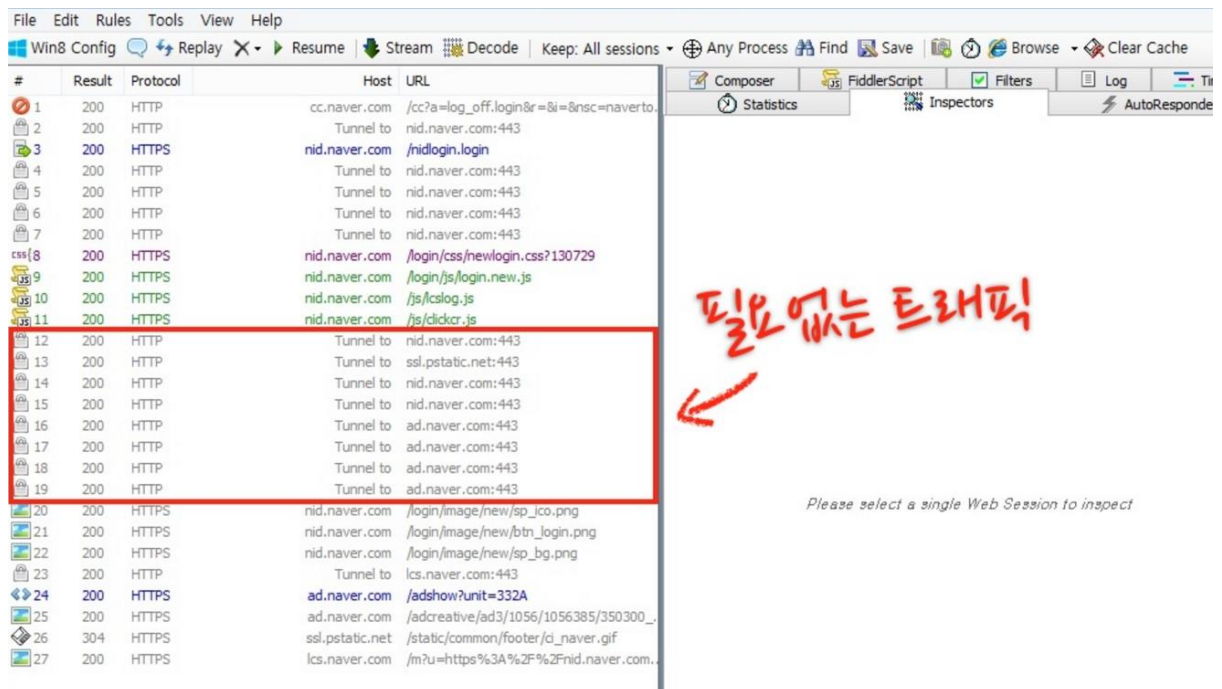 File Edit Rules Tools View Help
Win8 Config Replay Resume Stream Decode Keep: All sessions Any Process Find Save Browse Clear Cache
# Result Protocol Host URL
1 200 HTTP cc.naver.com /cc?a=log_off.login&r=&i=&nsc=naverto.
2 200 HTTP Tunnel to nid.naver.com:443
3 200 HTTPS nid.naver.com /nidlogin.login
4 200 HTTP Tunnel to nid.naver.com:443
5 200 HTTP Tunnel to nid.naver.com:443
6 200 HTTP Tunnel to nid.naver.com:443
7 200 HTTP Tunnel to nid.naver.com:443
8 200 HTTPS nid.naver.com /login/css/newlogin.css?130729
9 200 HTTPS nid.naver.com /login/js/login.new.js
10 200 HTTPS nid.naver.com /js/lcslog.js
11 200 HTTPS nid.naver.com /js/clickcr.js
12 200 HTTP Tunnel to nid.naver.com:443
13 200 HTTP Tunnel to ssl.pstatic.net:443
14 200 HTTP Tunnel to nid.naver.com:443
15 200 HTTP Tunnel to nid.naver.com:443
16 200 HTTP Tunnel to ad.naver.com:443
17 200 HTTP Tunnel to ad.naver.com:443
18 200 HTTP Tunnel to ad.naver.com:443
19 200 HTTP Tunnel to ad.naver.com:443
20 200 HTTPS nid.naver.com /login/image/new/sp_ico.png
21 200 HTTPS nid.naver.com /login/image/new/btn_login.png
22 200 HTTPS nid.naver.com /login/image/new/sp_bg.png
23 200 HTTP Tunnel to lcs.naver.com:443
24 200 HTTPS ad.naver.com /adshow?unit=332A
25 200 HTTPS ad.naver.com /adcreative/ad3/1056/1056385/350300_.
26 304 HTTPS ssl.pstatic.net /static/common/footer/ci_naver.gif
27 200 HTTPS lcs.naver.com /m?u=https%3A%2F%2Fnid.naver.com..
Composer FiddlerScript Filters Log
Statistics Inspectors AutoResponde
필요 없는 트래픽
Please select a single Web Session to inspect